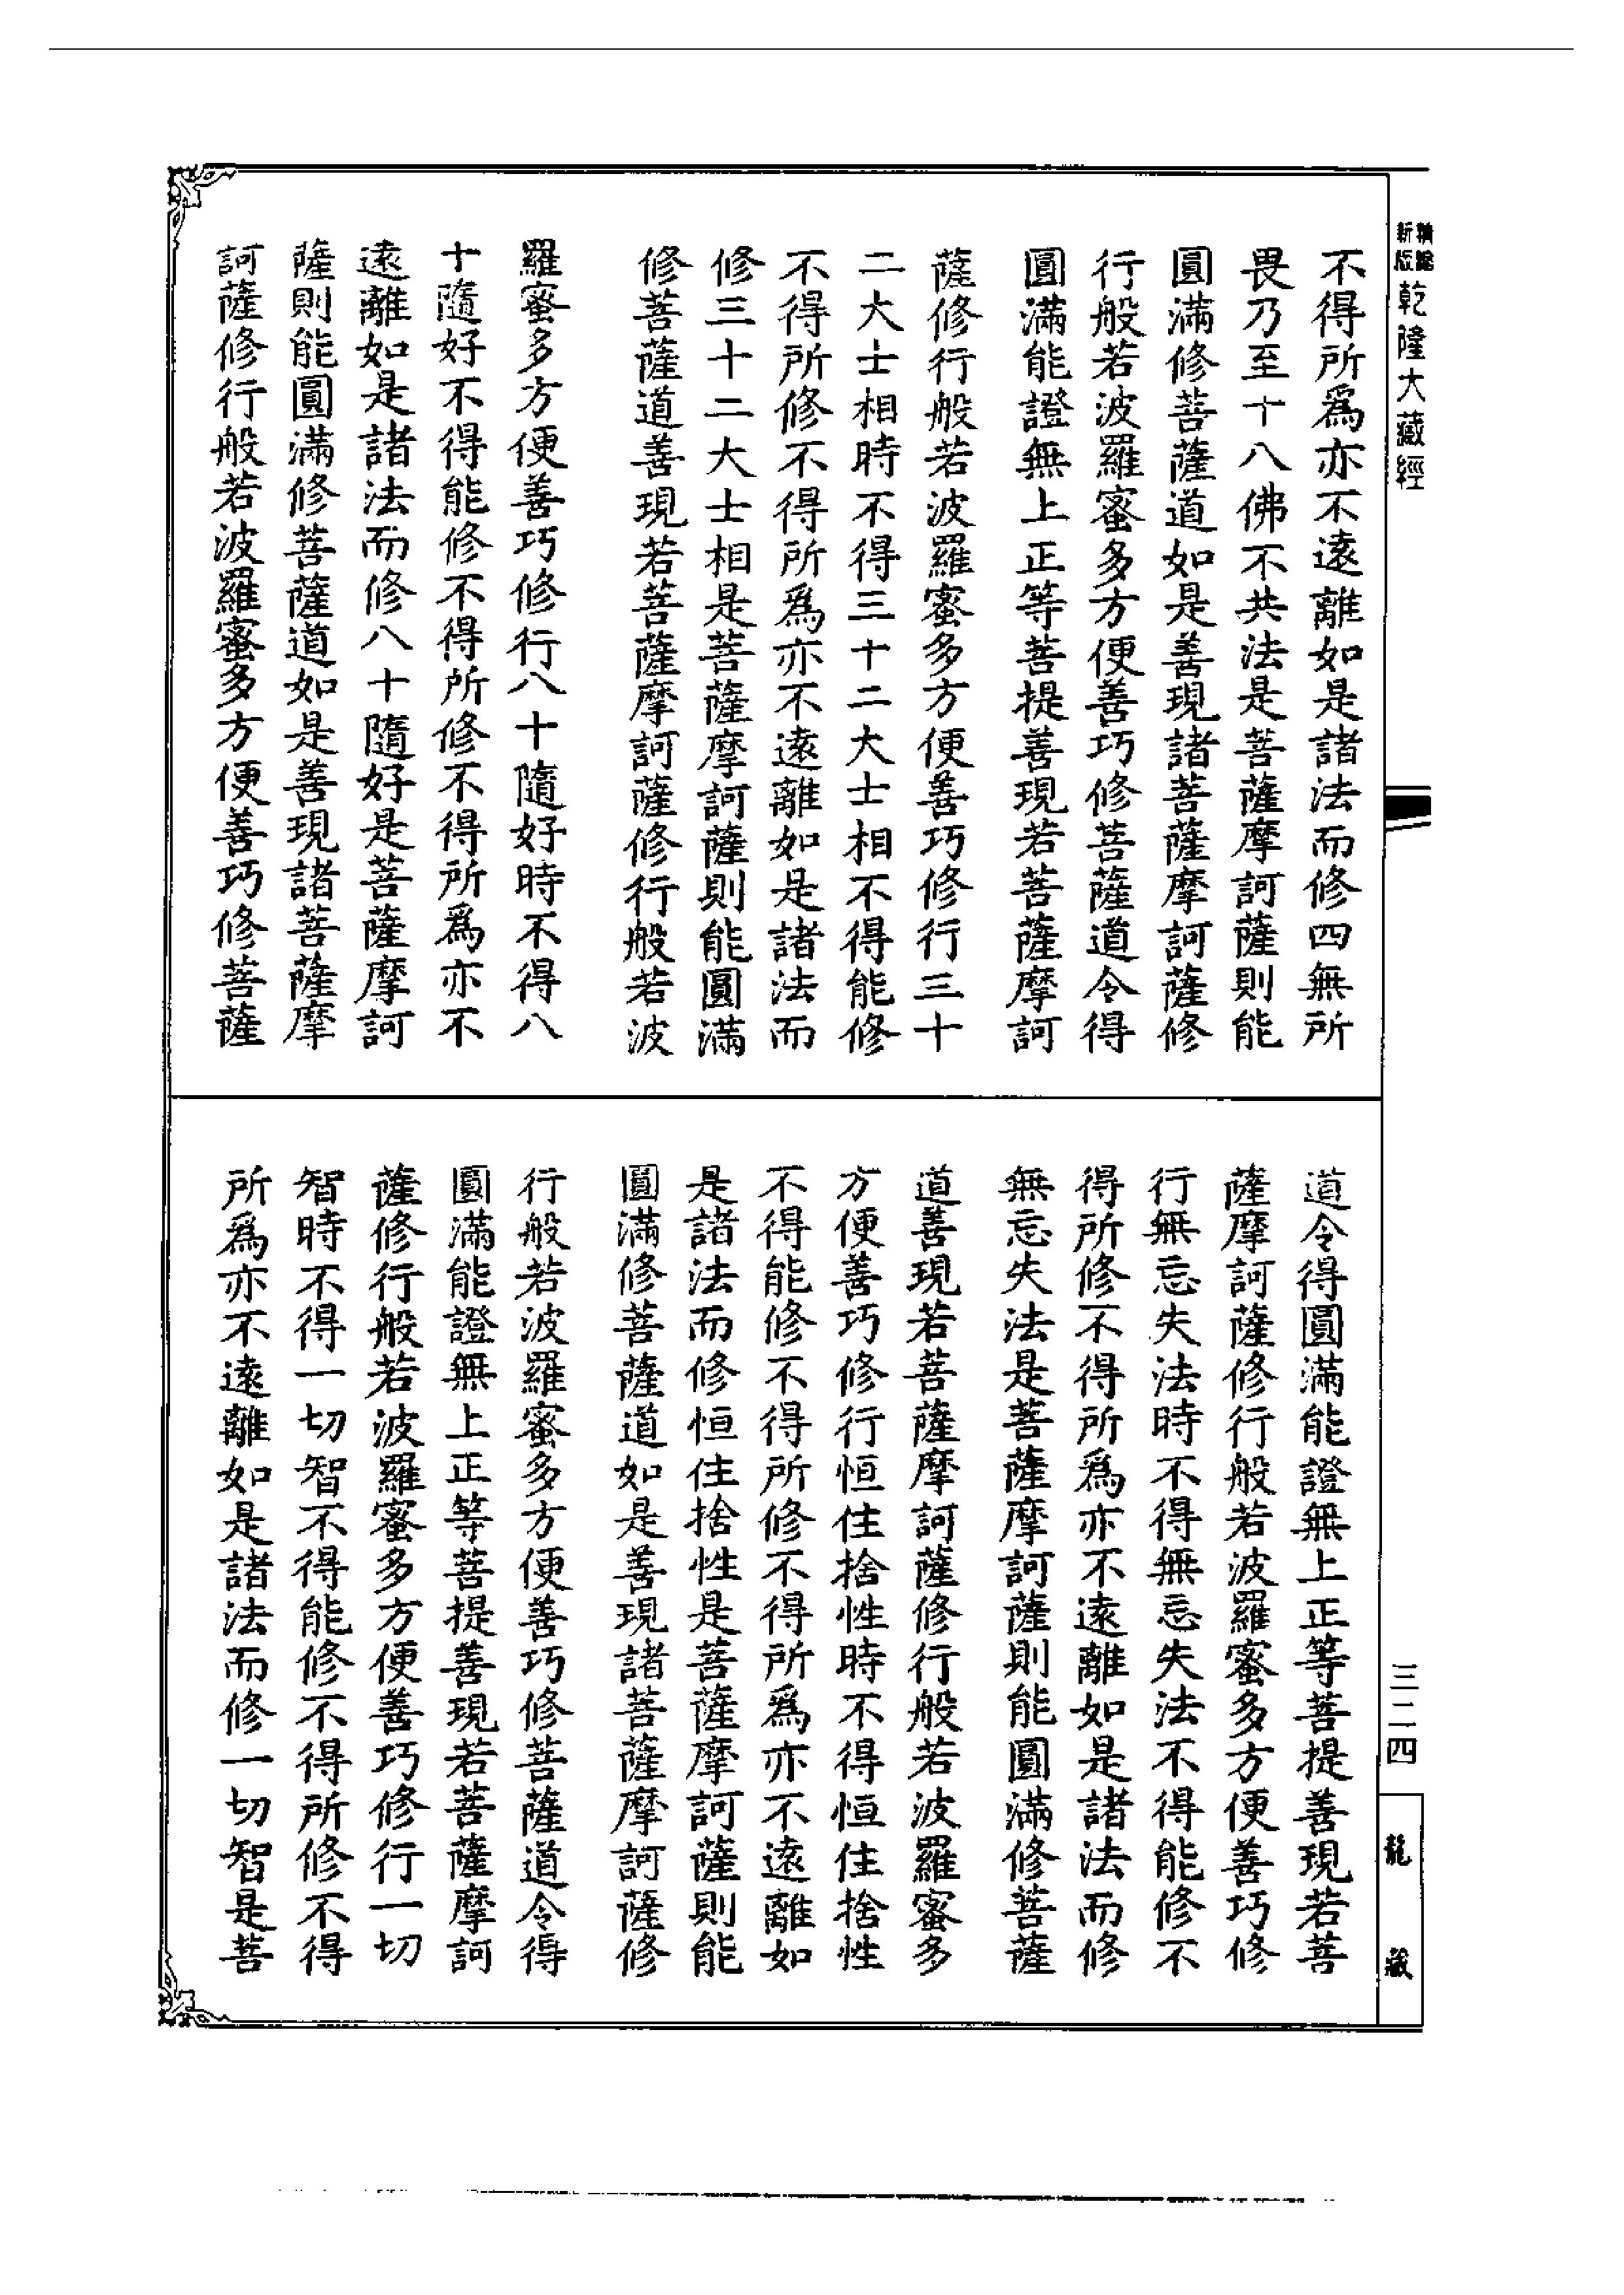 新版
精縮
乾隆大藏經
不得所爲亦不遠離如是諸法而修四無所
畏乃至十八佛不共法是菩薩摩訶薩則能
圓滿修菩薩道如是善現諸菩薩摩訶薩修
行般若波羅蜜多方便善巧修菩薩道令得
圓滿能證無上正等菩提善現若菩薩摩訶
薩修行般若波羅蜜多方便善巧修行三十
二大士相時不得三十二大士相不得能修
不得所修不得所爲亦不遠離如是諸法而
修三十二大士相是菩薩摩訶薩則能圓滿
修菩薩道善現若菩薩摩訶薩修行般若波
羅蜜多方便善巧修行八十隨好時不得八
十隨好不得能修不得所修不得所爲亦不
遠離如是諸法而修八十隨好是菩薩摩訶
薩則能圓滿修菩薩道如是善現諸菩薩摩
訶薩修行般若波羅蜜多方便善巧修菩薩
道令得圓滿能證無上正等菩提善現若菩
薩摩訶薩修行般若波羅蜜多方便善巧修
行無忘失法時不得無忘失法不得能修不
得所修不得所爲亦不遠離如是諸法而修
無忘失法是菩薩摩訶薩則能圓滿修菩薩
道善現若菩薩摩訶薩修行般若波羅蜜多
方便善巧修行恒住捨性時不得恒住捨性
不得能修不得所修不得所爲亦不遠離如
是諸法而修恒住捨性是菩薩摩訶薩則能
圓滿修菩薩道如是善現諸菩薩摩訶薩修
行般若波羅蜜多方便善巧修菩薩道令得
圓滿能證無上正等菩提善現若菩薩摩訶
薩修行般若波羅蜜多方便善巧修行一切
智時不得一切智不得能修不得所修不得
所爲亦不遠離如是諸法而修一切智是菩
三二四
龍藏